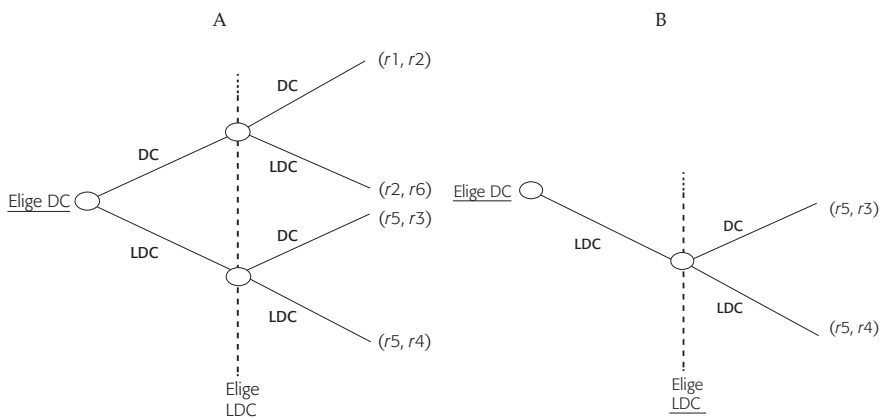 A
(r1, r2)
DC
DC
LDC
(r2, r6)
Elige DC
(r5, r3)
LDC
DC
LDC
(r5, r4)
Elige
LDC
B
Elige DC
LDC
DC
(r5, r3)
LDC
(r5, r4)
Elige
LDC